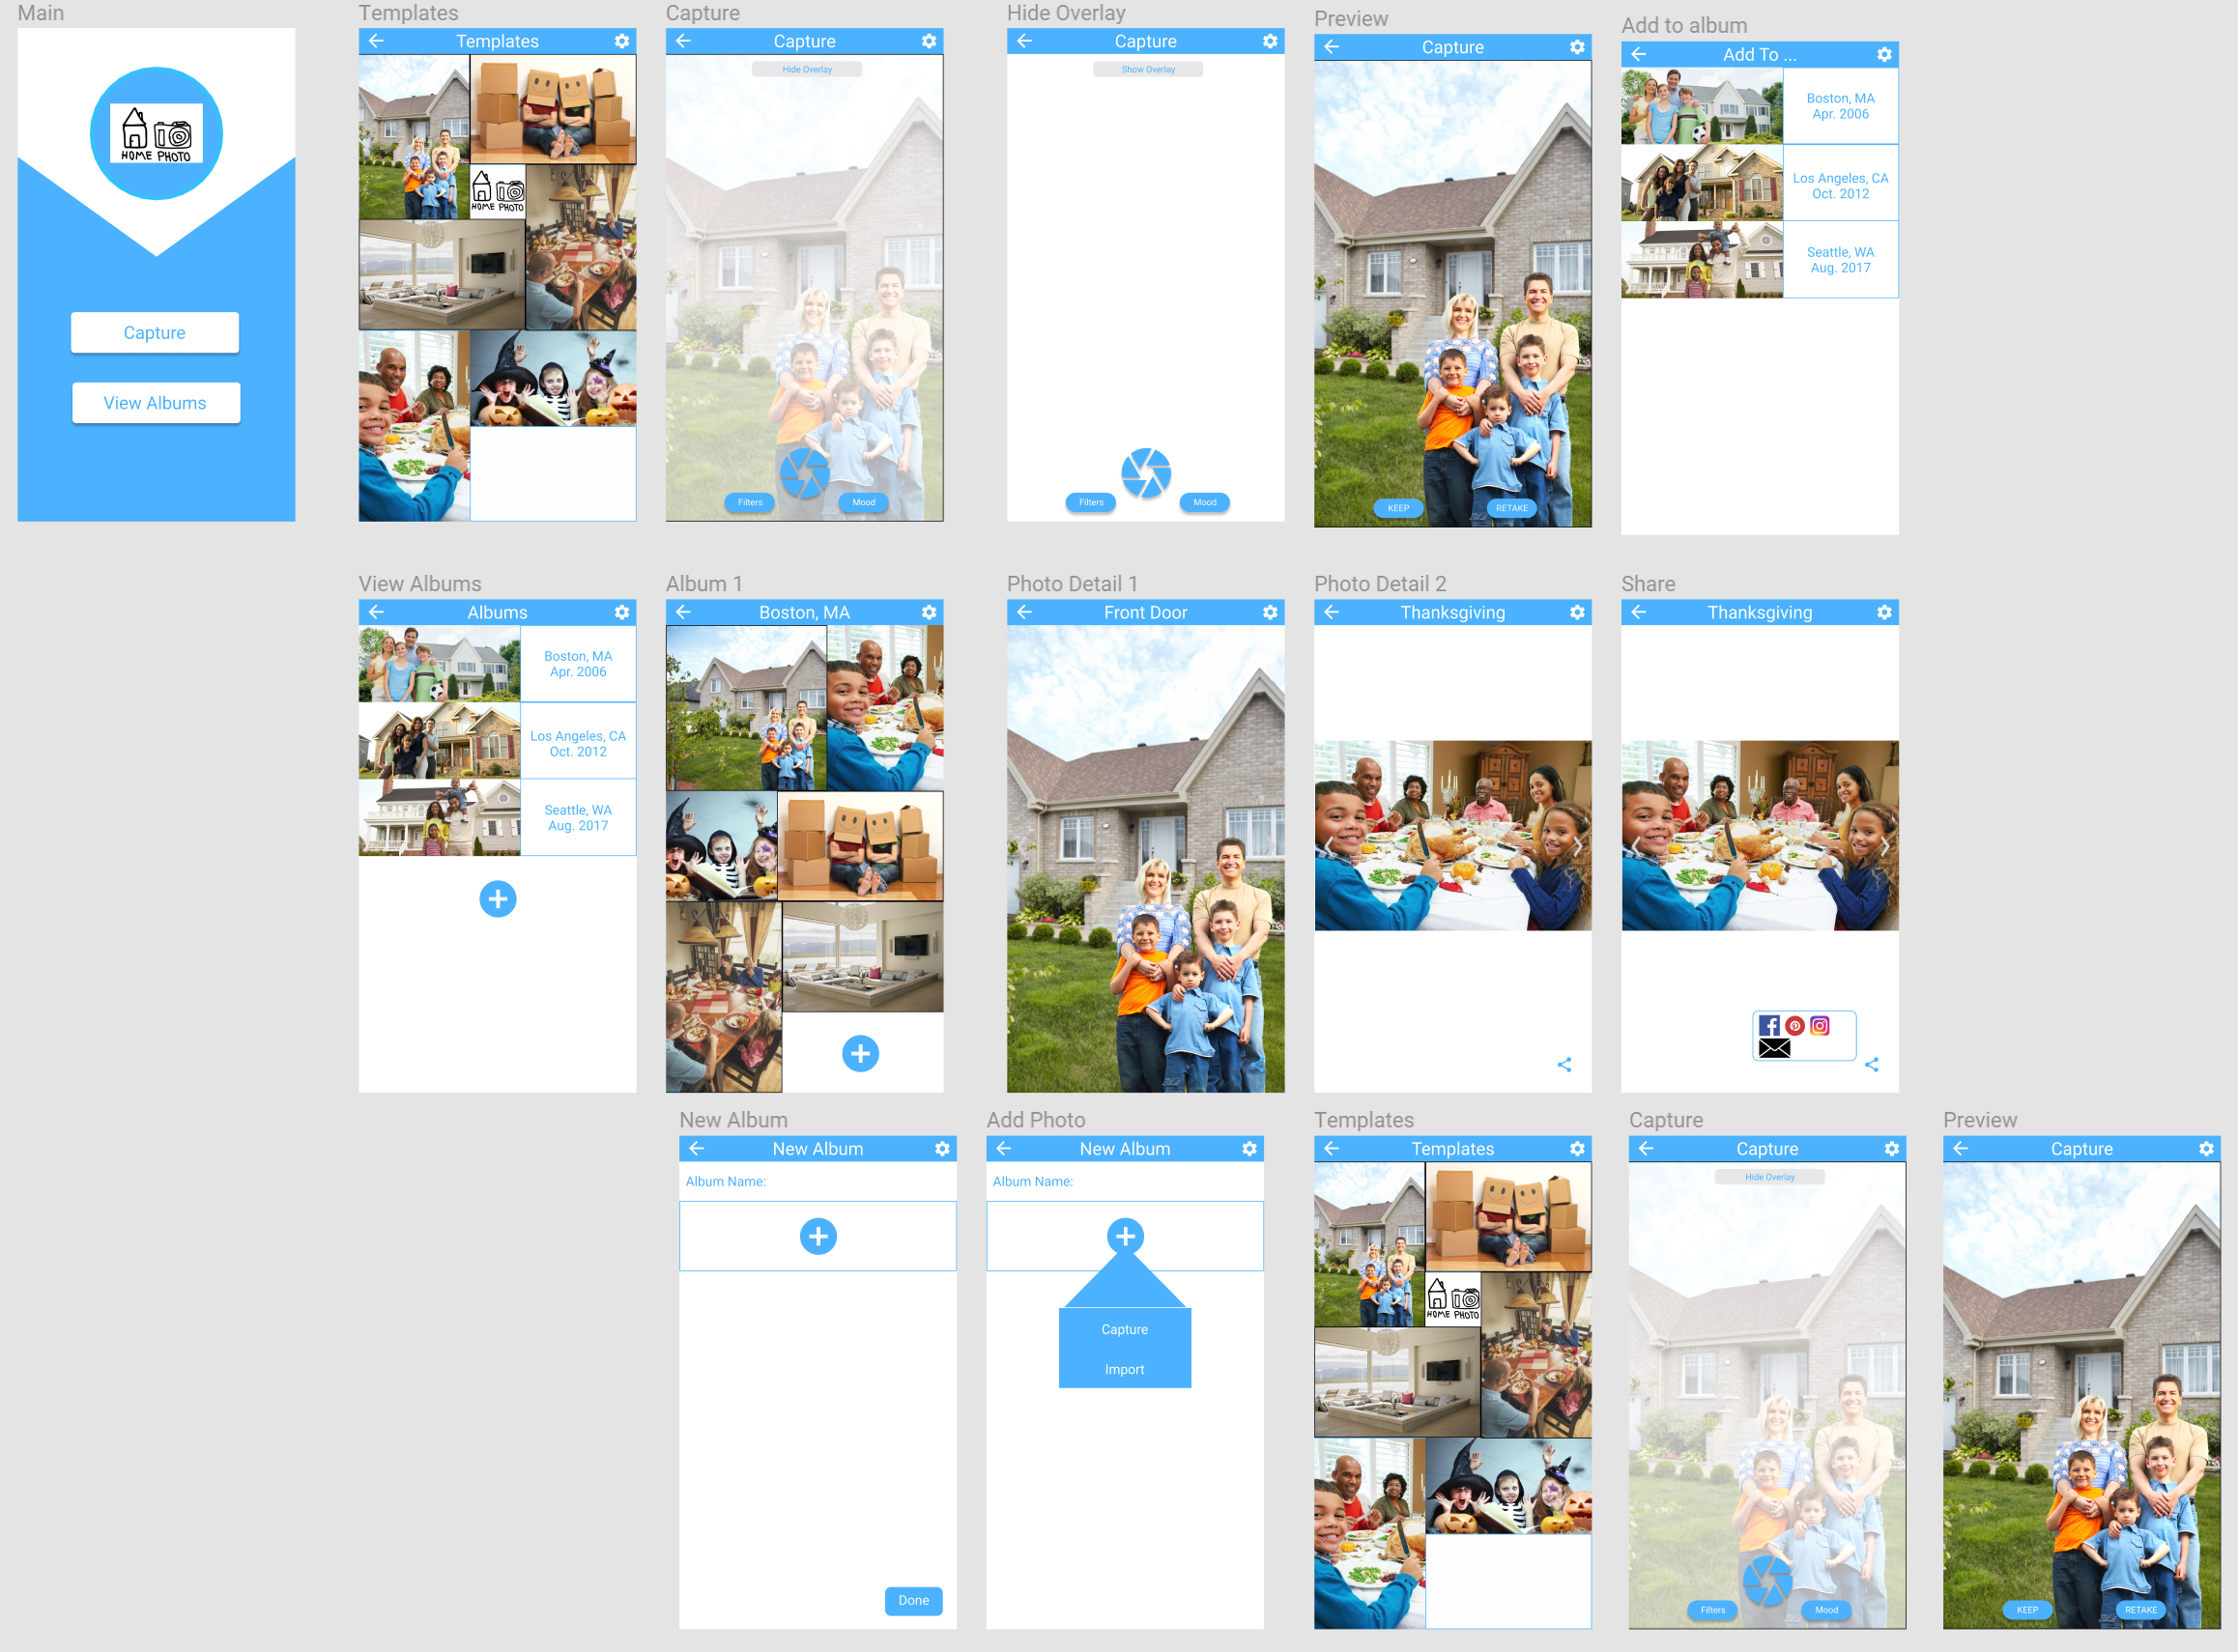 Main
HOME PHOTO
Capture
View Albums
Templates
Templates
HOME PHOTO
Capture
Capture
Hide Overlay
Filters
Mood
Hide Overlay
Capture
Show Overlay
Filters
Mood
Preview
Capture
KEEP
RETAKE
Add to album
Add To ...
Boston, MA
Apr. 2006
Los Angeles, CA
Oct. 2012
Seattle, WA
Aug. 2017
View Albums
Albums
Boston, MA
Apr. 2006
Los Angeles, CA
Oct. 2012
Seattle, WA
Aug. 2017
Album 1
Boston, MA
Photo Detail 1
Front Door
Photo Detail 2
Thanksgiving
Share
Thanksgiving
New Album
New Album
Album Name:
Done
Add Photo
New Album
Album Name:
Capture
Import
Templates
Templates
HOME PHOTO
Capture
Capture
Hide Overlay
Filters
Mood
Preview
Capture
KEEP
RETAKE